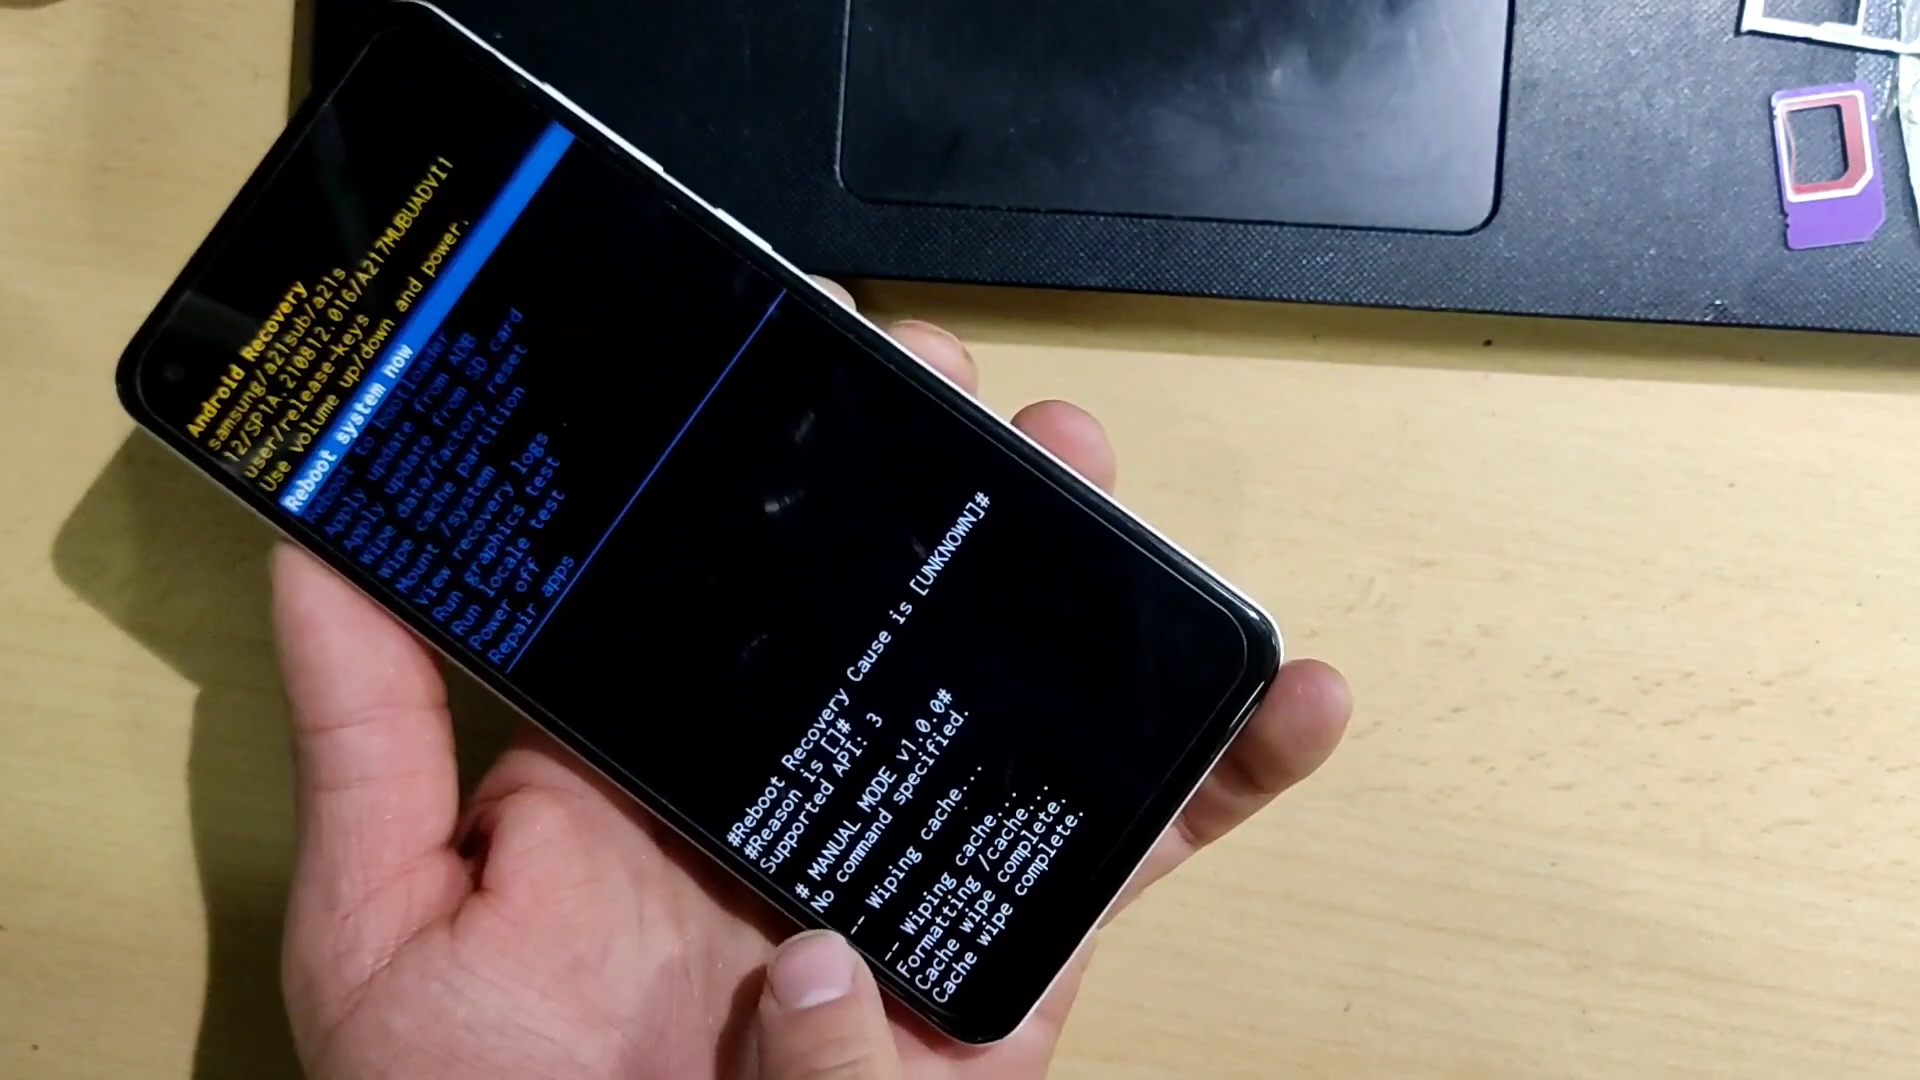 Android Recovery
samsung/a21sub/a21s
12/SP1A.210812.016/A217MUBUADVI1
user/release-keys
Use volume up/down and power.
Reboot system now
Reboot to bootloader
Apply update from ADB
Apply update from SD card
Wipe data/factory reset
Wipe cache partition
Mount /system
View recovery logs
Run graphics test
Run locale test
Power off
Repair apps
#Reboot Recovery Cause is [UNKNOWN]#
#Reason is []#
Supported API: 3
# MANUAL MODE v1.0.0#
No command specified.
-- Wiping cache...
-- Wiping cache...
Formatting /cache...
Cache wipe complete.
Cache wipe complete.